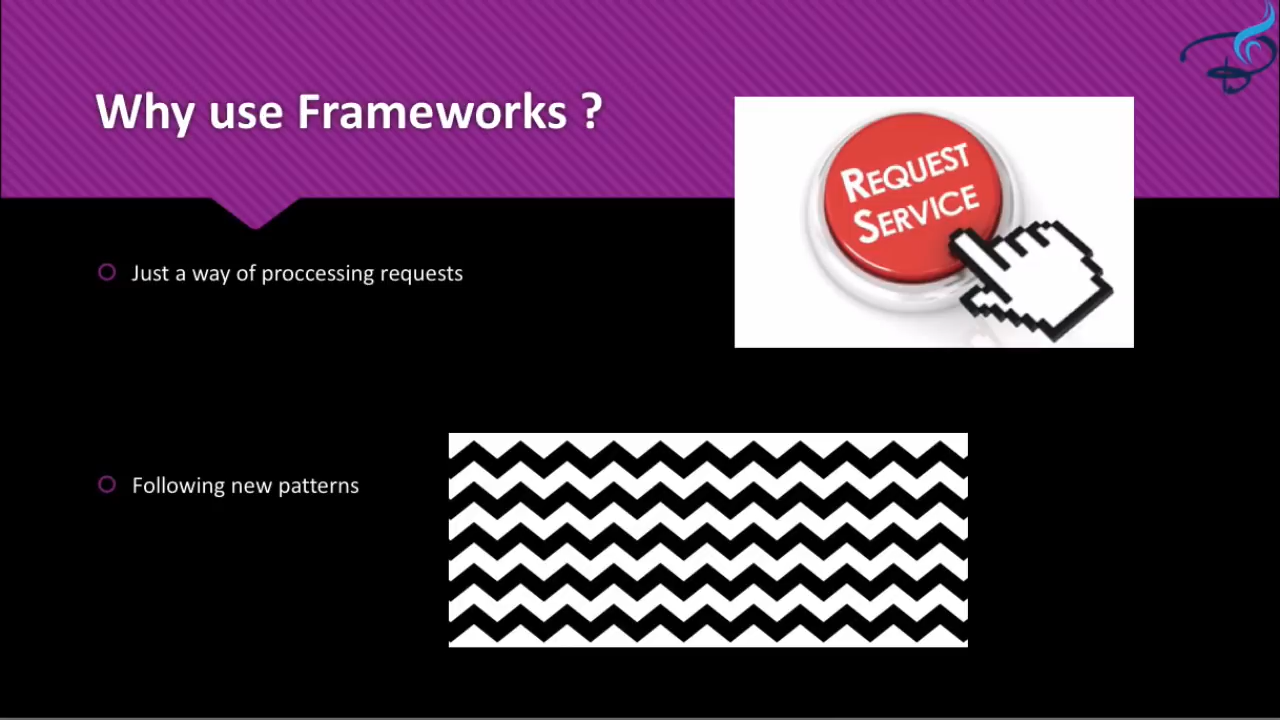 Why use Frameworks ?
REQUEST
SERVICE
Just a way of proccessing requests
Following new patterns